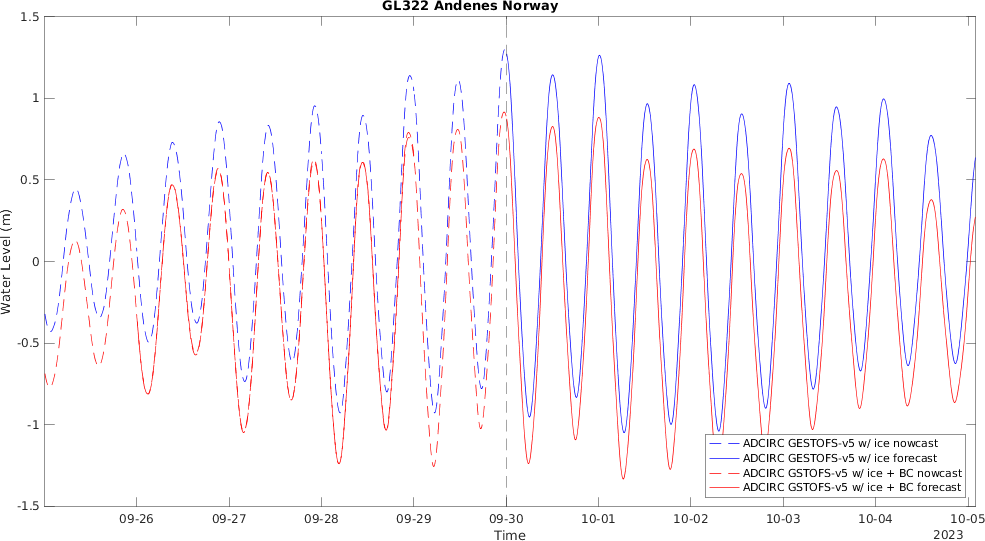 GL322 Andenes Norway
1.5
1
0.5
0
-0.5
-1
-1.5
Water Level (m)
ADCIRC GESTOFS-v5 w/ ice nowcast
ADCIRC GESTOFS-v5 w/ ice forecast
ADCIRC GSTOFS-v5 w/ ice + BC nowcast
ADCIRC GSTOFS-v5 w/ ice + BC forecast
09-26 09-27 09-28 09-29 09-30 10-01 10-02 10-03 10-04 10-05
Time
2023